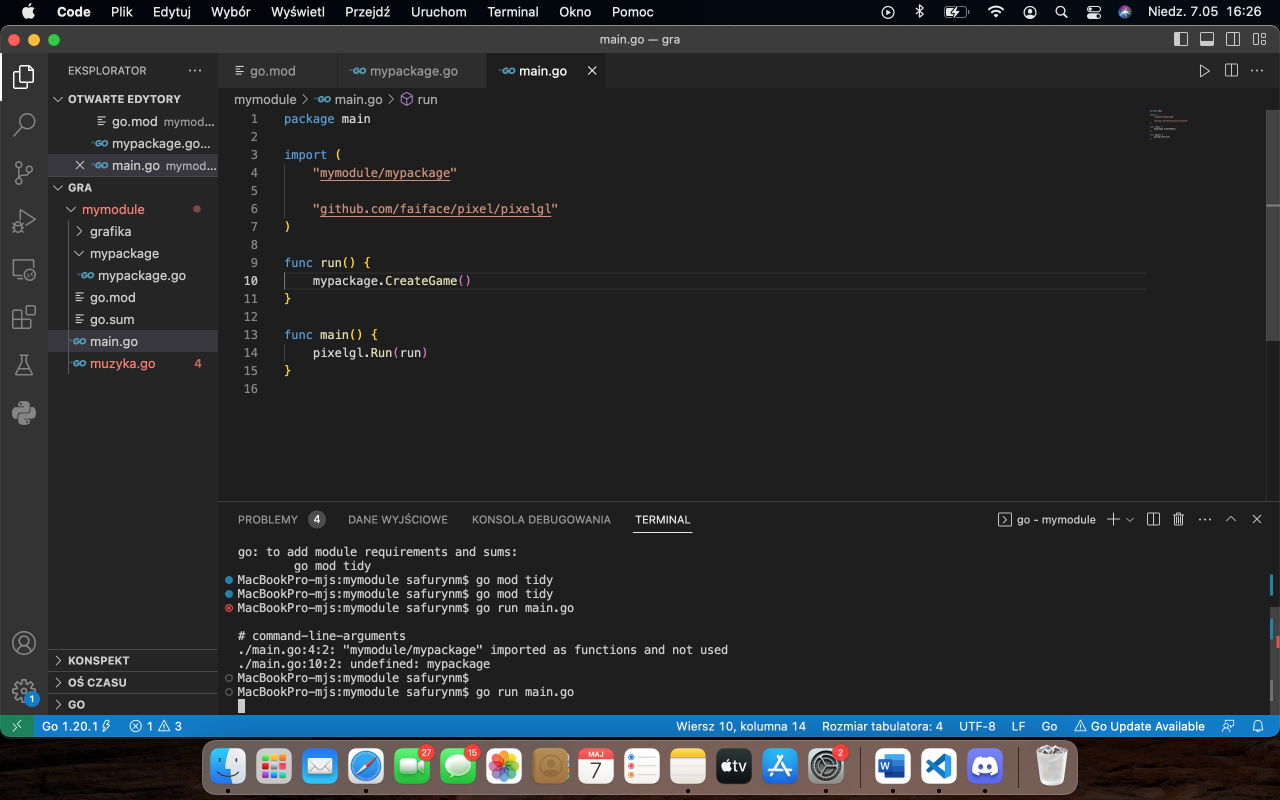 Code Plik Edytuj Wybór Wyświetl Przejdź Uruchom Terminal Okno Pomoc Niedz. 7.05 16:26
main.go — gra
EKSPLORATOR
OTWARTE EDYTORY
go.mod mymod...
mypackage.go...
main.go mymod...
GRA
mymodule
grafika
mypackage
mypackage.go
go.mod
go.sum
main.go
muzyka.go 4
KONSPEKT
OŚ CZASU
GO
go.mod mypackage.go main.go
mymodule > main.go > run
1 package main
2
3 import (
4 "mymodule/mypackage"
5
6 "github.com/faiface/pixel/pixelgl"
7 )
8
9 func run() {
10 mypackage.CreateGame()
11 }
12
13 func main() {
14 pixelgl.Run(run)
15 }
16
PROBLEMY 4 DANE WYJŚCIOWE KONSOLA DEBUGOWANIA TERMINAL go - mymodule
go: to add module requirements and sums:
go mod tidy
MacBookPro-mjs:mymodule safurynm$ go mod tidy
MacBookPro-mjs:mymodule safurynm$ go mod tidy
MacBookPro-mjs:mymodule safurynm$ go run main.go
# command-line-arguments
./main.go:4:2: "mymodule/mypackage" imported as functions and not used
./main.go:10:2: undefined: mypackage
MacBookPro-mjs:mymodule safurynm$
MacBookPro-mjs:mymodule safurynm$ go run main.go
1
Go 1.20.1 1 3 Wiersz 10, kolumna 14 Rozmiar tabulatora: 4 UTF-8 LF Go Go Update Available
27 15 MAJ 7 tv 2 W